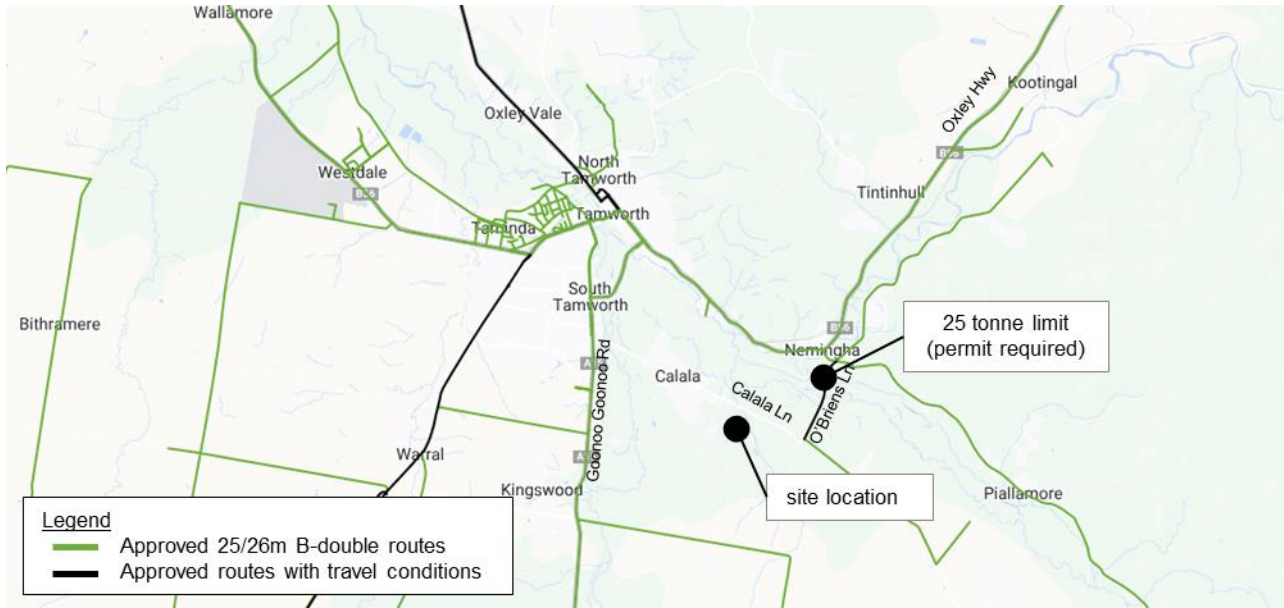 Wallamore
Kootingal
Oxley Hwy
Oxley Vale
B56
North
Tamworth
Westdale
Tintinhull
B56
Tamworth
Taminda
South
Tamworth
25 tonne limit
(permit required)
Bithramere
B56
Nemingha
Goonoo Goonoo Rd
Calala
Calala Ln
O'Briens Ln
Warral
site location
Kingswood
Piallamore
Legend
Approved 25/26m B-double routes
Approved routes with travel conditions